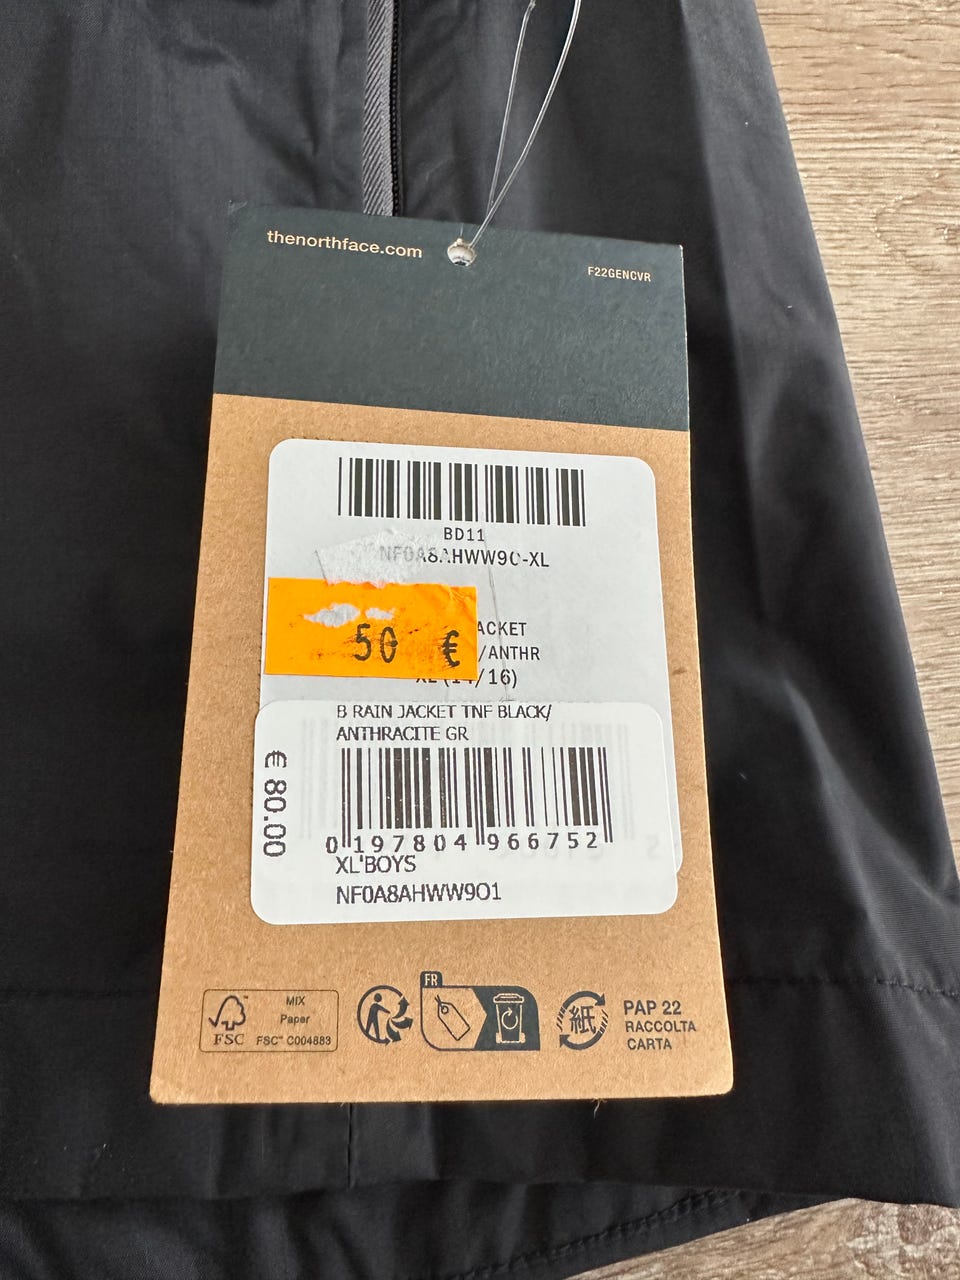 thenorthface.com
F22GENCVR
BD11
NF0A8AHWW9O-XL
50 €
ACKET
/ANTHR
/16)
B RAIN JACKET TNF BLACK/
ANTHRACITE GR
€ 80.00
0 197804 966752
XL'BOYS
NF0A8AHWW9O1
FR
MIX
Paper
FSC
FSC™ C004883
紙
PAP 22
RACCOLTA
CARTA